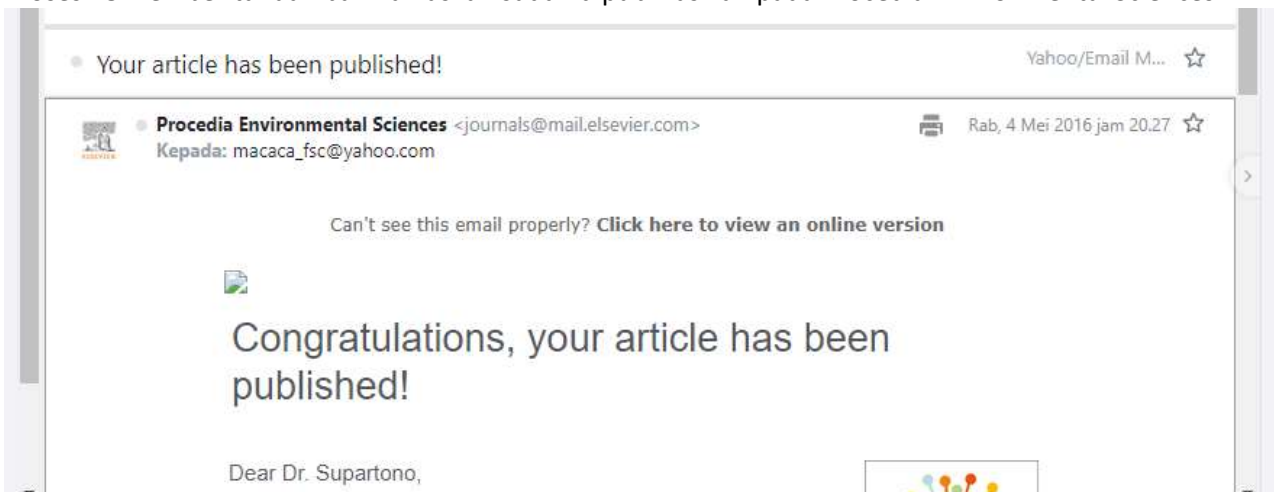 Your article has been published!
Yahoo/Email M...
Procedia Environmental Sciences <journals@mail.elsevier.com>
Rab, 4 Mei 2016 jam 20.27
Kepada: macaca_fsc@yahoo.com
ELSEVIER
Can't see this email properly? Click here to view an online version
Congratulations, your article has been
published!
Dear Dr. Supartono,